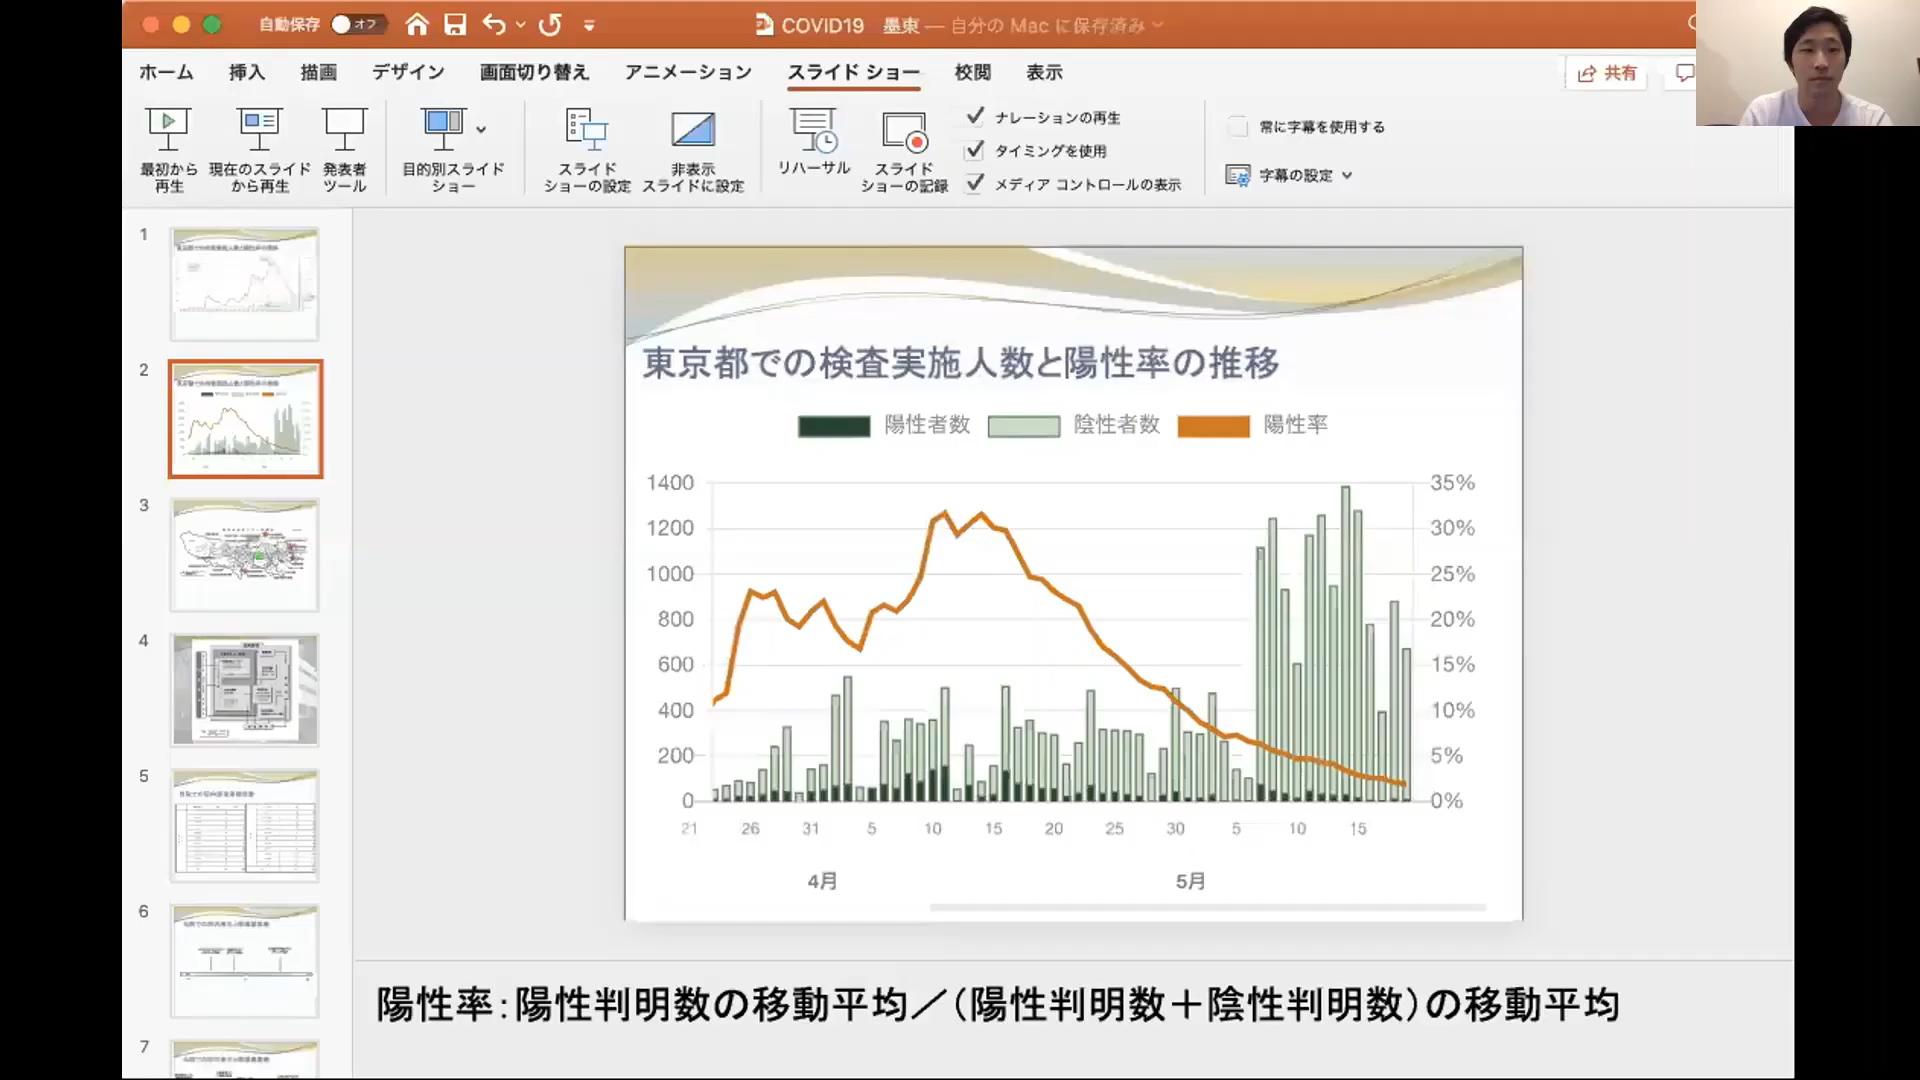 自動保存 オフ
COVID19 墨東 — 自分の Mac に保存済み
ホーム 挿入 描画 デザイン 画面切り替え アニメーション スライド ショー 校閲 表示
共有
最初から
再生
現在のスライド
から再生
発表者
ツール
目的別スライド
ショー
スライド
ショーの設定
非表示
スライドに設定
リハーサル
スライド
ショーの記録
ナレーションの再生
タイミングを使用
メディア コントロールの表示
常に字幕を使用する
字幕の設定
1
2
3
4
5
6
7
東京都での検査実施人数と陽性率の推移
陽性者数 陰性者数 陽性率
1400 35%
1200 30%
1000 25%
800 20%
600 15%
400 10%
200 5%
0 0%
21 26 31 5 10 15 20 25 30 5 10 15
4月 5月
陽性率：陽性判明数の移動平均／（陽性判明数＋陰性判明数）の移動平均